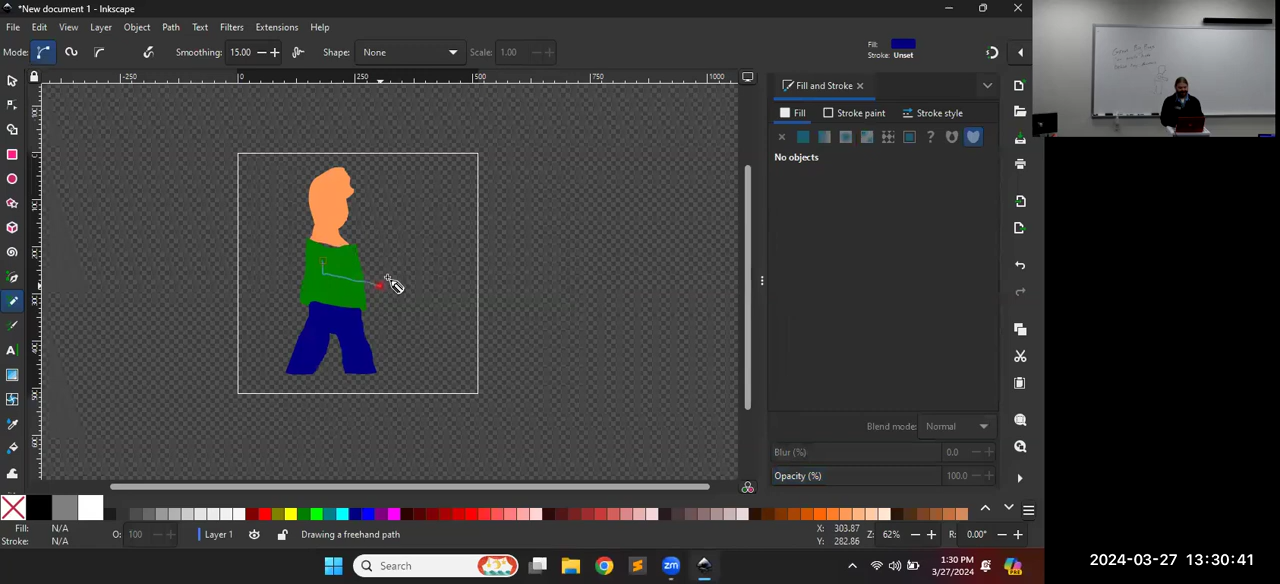 *New document 1 - Inkscape
File Edit View Layer Object Path Text Filters Extensions Help
Mode: Smoothing: 15.00 Shape: None Scale: 1.00 Fill: Stroke: Unset
-250 0 250 500 750 1000
Fill and Stroke
Fill Stroke paint Stroke style
No objects
Blend mode: Normal
Blur (%) 0.0
Opacity (%) 100.0
Fill: N/A
Stroke: N/A
O: 100 Layer 1 Drawing a freehand path
X: 303.87
Y: 282.86
Z: 62% R: 0.00°
Search
zm
1:30 PM
3/27/2024
2024-03-27 13:30:41